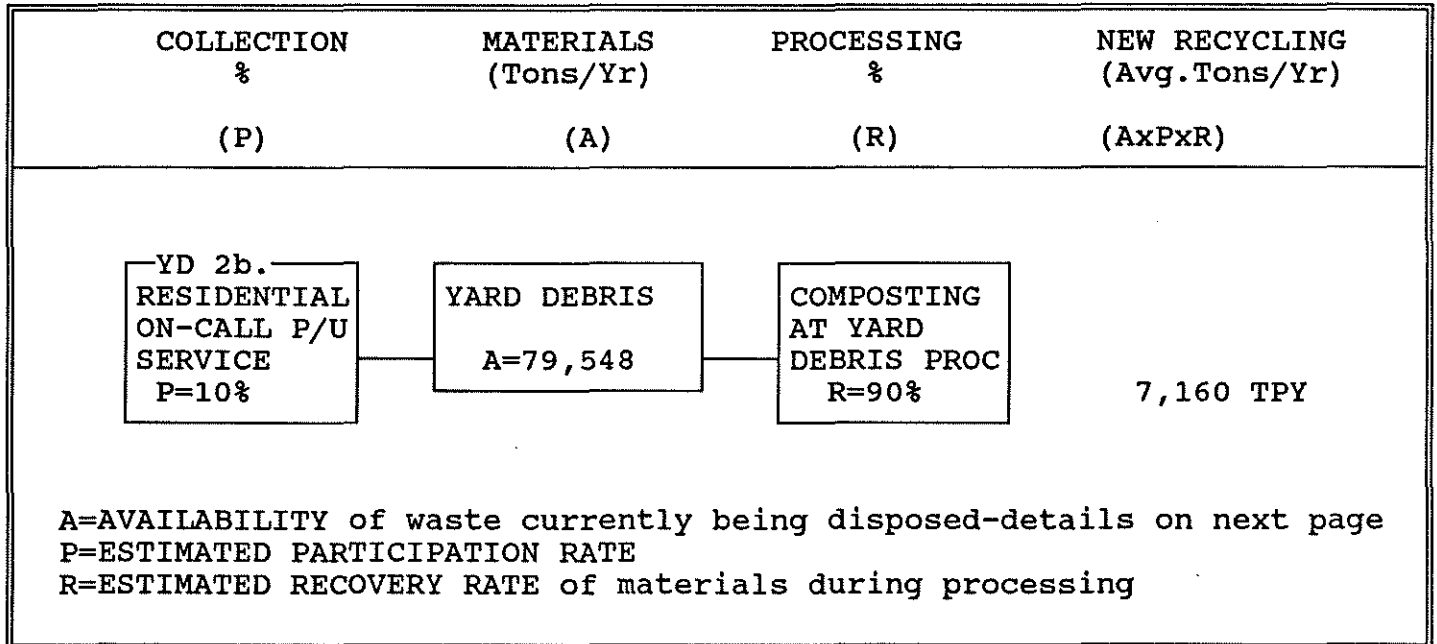 COLLECTION MATERIALS PROCESSING NEW RECYCLING
% (Tons/Yr) % (Avg.Tons/Yr)
(P) (A) (R) (AxPxR)
YD 2b.
RESIDENTIAL
ON-CALL P/U
SERVICE
P=10%
YARD DEBRIS
A=79,548
COMPOSTING
AT YARD
DEBRIS PROC
R=90%
7,160 TPY
A=AVAILABILITY of waste currently being disposed-details on next page
P=ESTIMATED PARTICIPATION RATE
R=ESTIMATED RECOVERY RATE of materials during processing